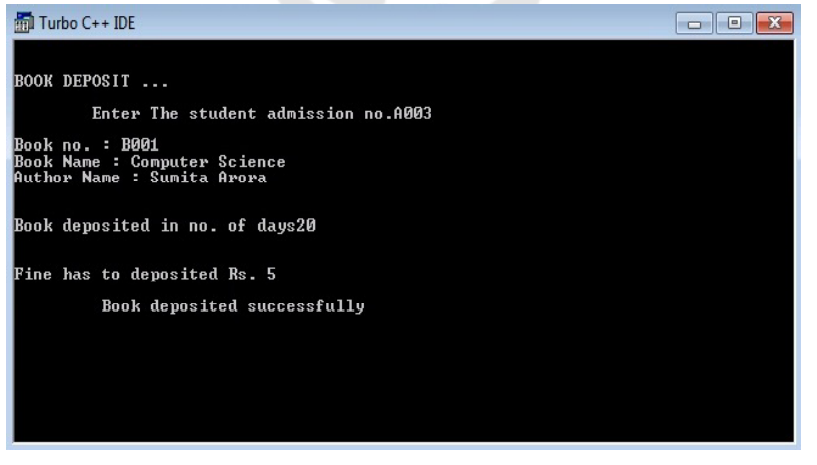 Turbo C++ IDE
BOOK DEPOSIT ...
Enter The student admission no.A003
Book no. : B001
Book Name : Computer Science
Author Name : Sumita Arora
Book deposited in no. of days20
Fine has to deposited Rs. 5
Book deposited successfully